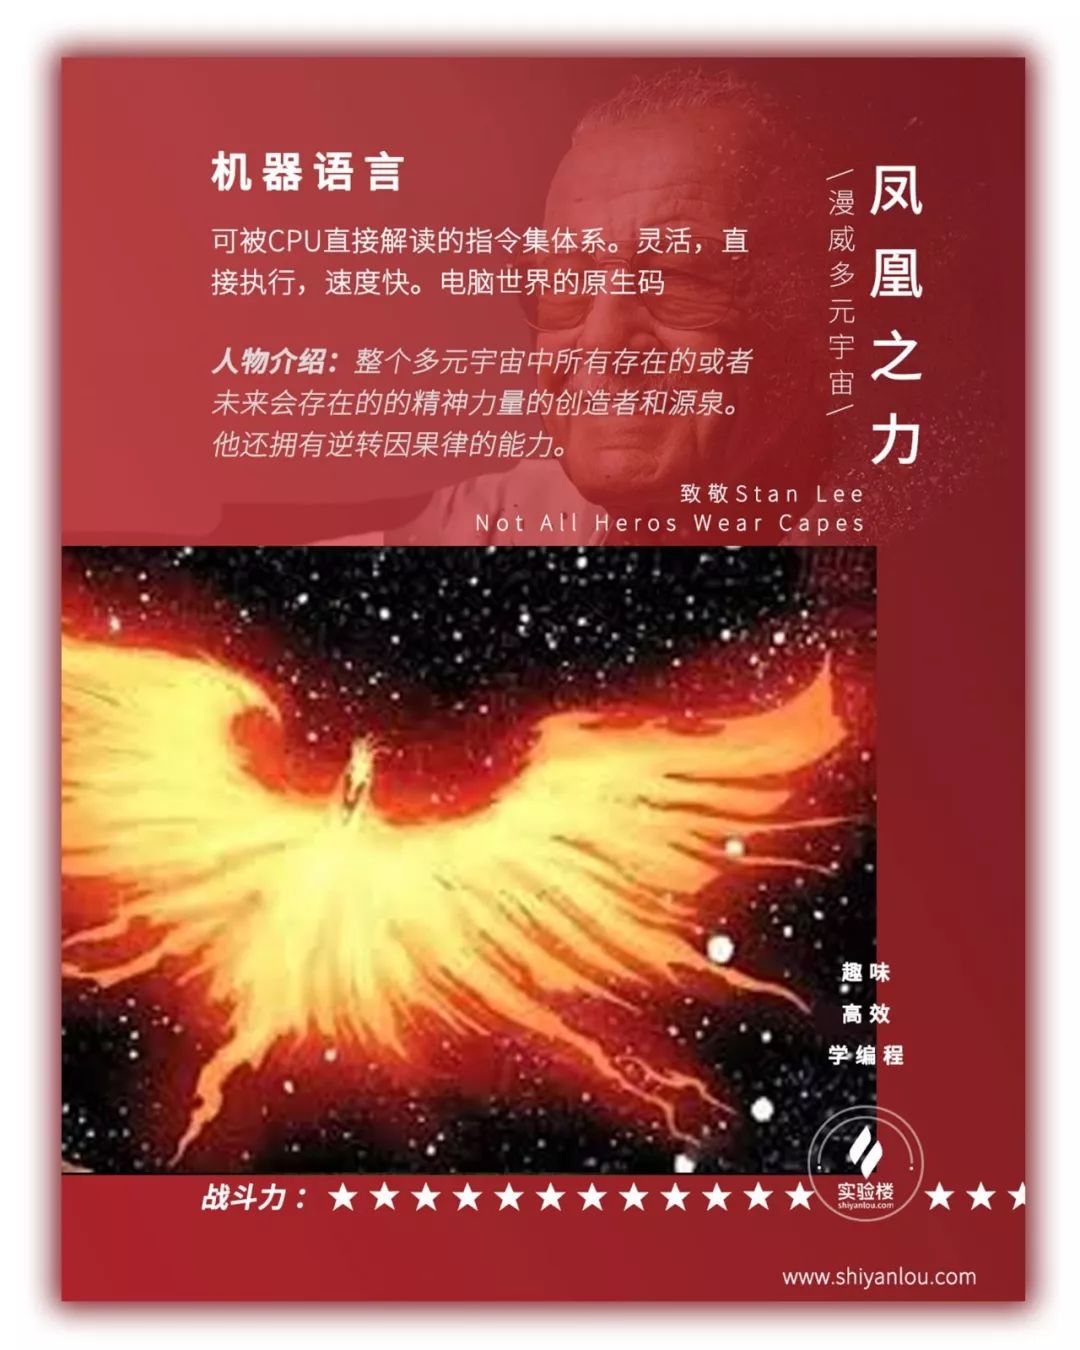 机器语言
可被CPU直接解读的指令集体系。灵活，直
接执行，速度快。电脑世界的原生码
人物介绍：整个多元宇宙中所有存在的或者
未来会存在的的精神力量的创造者和源泉。
他还拥有逆转因果律的能力。
凤凰之力
/漫威多元宇宙/
致敬Stan Lee
Not All Heros Wear Capes
趣味
高效
学编程
战斗力：★★★★★★★★★★★★ ★★★
实验楼
shiyanlou.com
www.shiyanlou.com